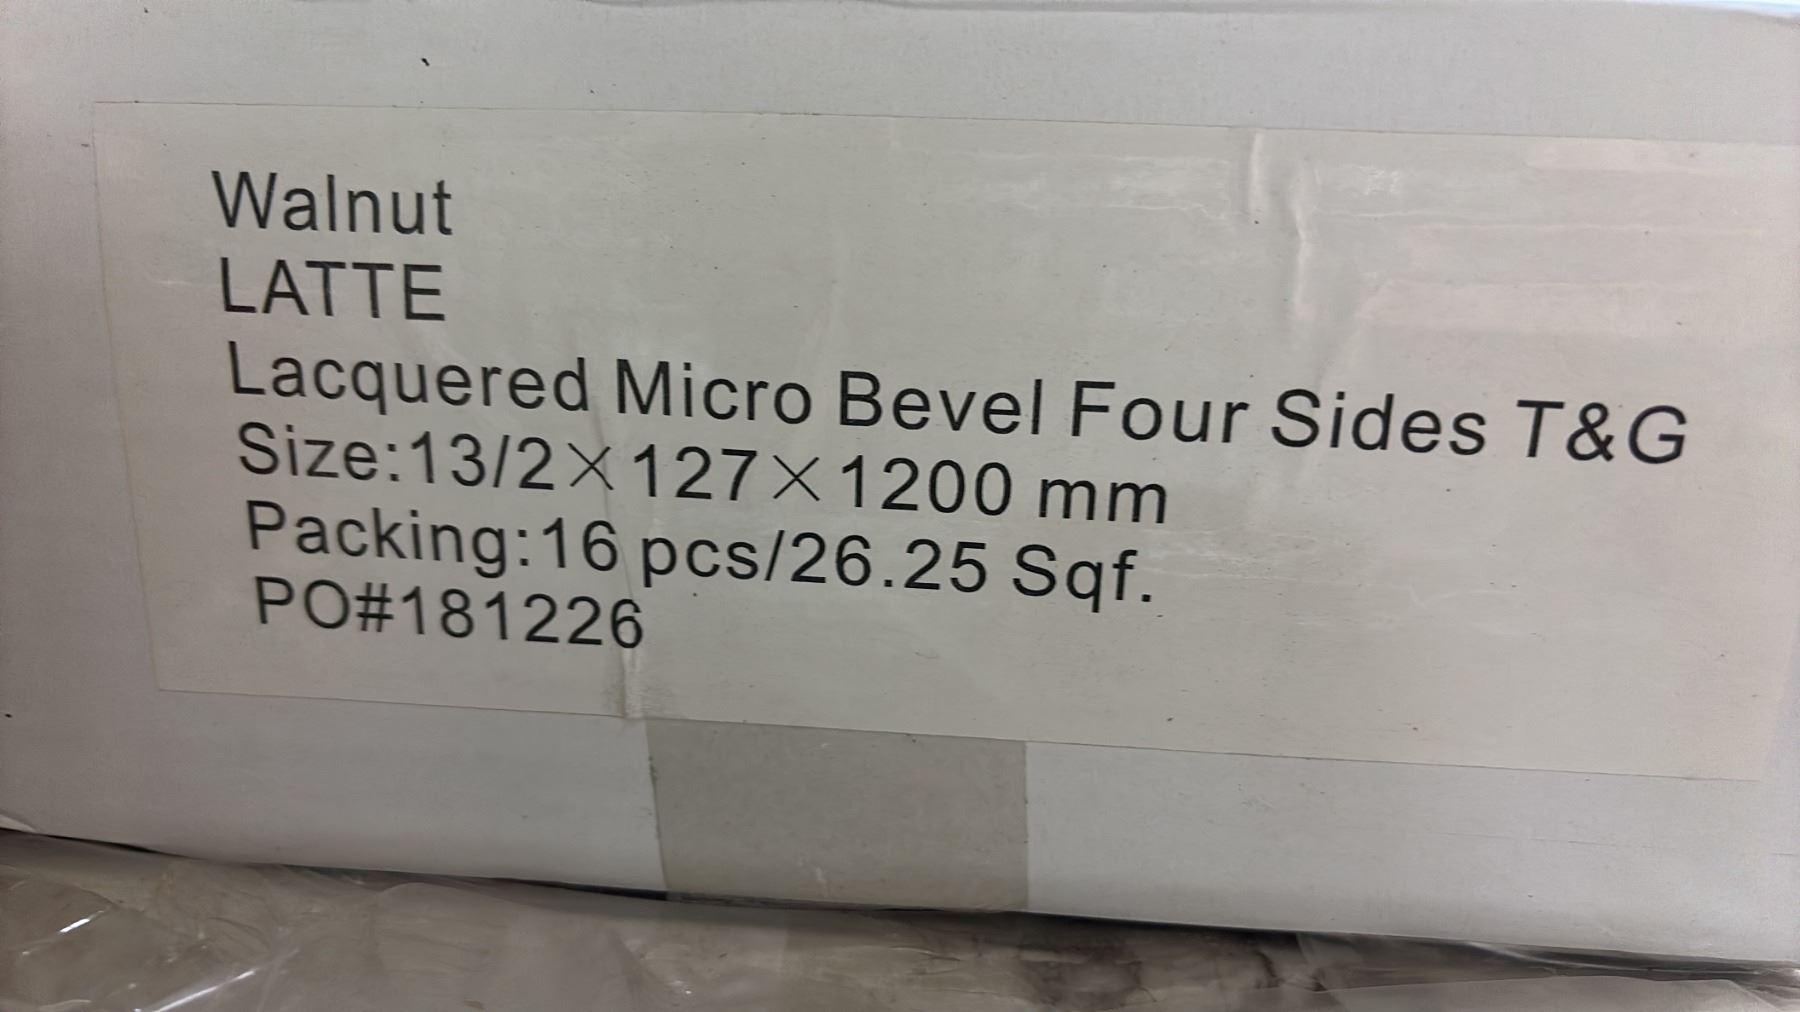 Walnut
LATTE
Lacquered Micro Bevel Four Sides T&G
Size:13/2×127×1200 mm
Packing:16 pcs/26.25 Sqf.
PO#181226